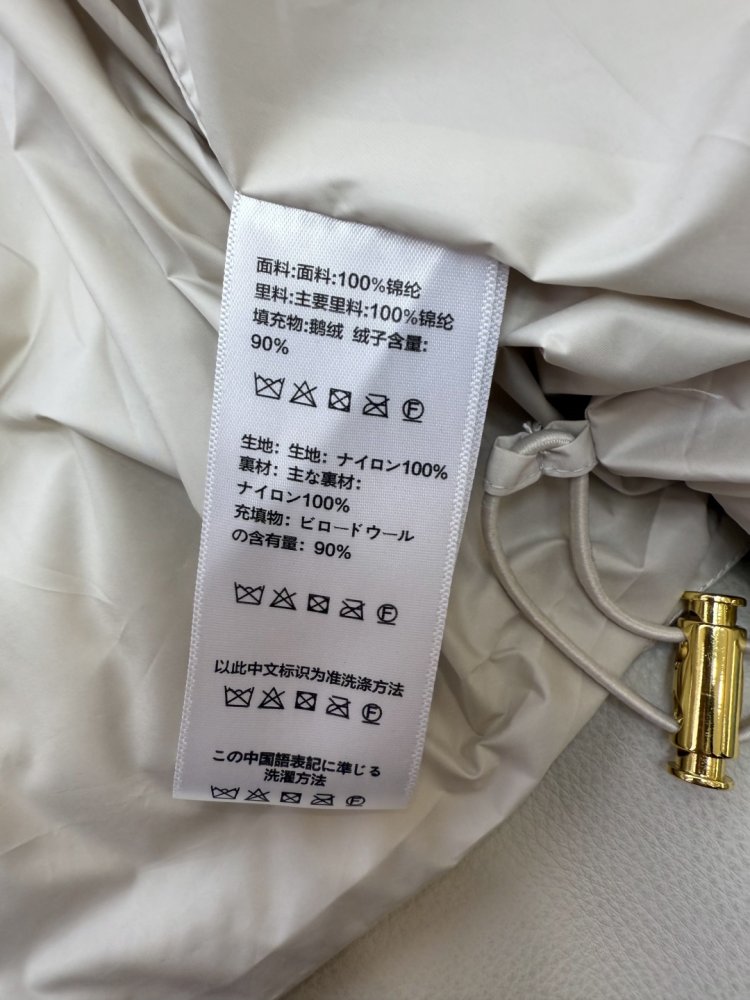 面料:面料:100%锦纶
里料:主要里料:100%锦纶
填充物:鹅绒 绒子含量:
90%
F
生地: 生地: ナイロン100%
裏材: 主な裏材:
ナイロン100%
充填物: ビロードウール
の含有量: 90%
F
以此中文标识为准洗涤方法
F
この中国語表記に準じる
洗濯方法
F